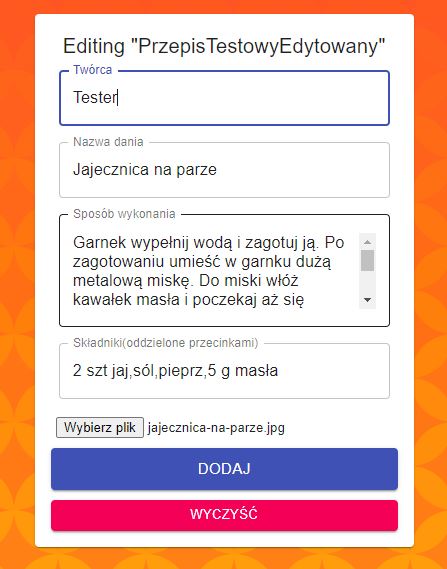 Editing "PrzepisTestowyEdytowany"
Twórca
Tester
Nazwa dania
Jajecznica na parze
Sposób wykonania
Garnek wypełnij wodą i zagotuj ją. Po
zagotowaniu umieść w garnku dużą
metalową miskę. Do miski włóż
kawałek masła i poczekaj aż się
Składniki(oddzielone przecinkami)
2 szt jaj,sól,pieprz,5 g masła
Wybierz plik jajecznica-na-parze.jpg
DODAJ
WYCZYŚĆ